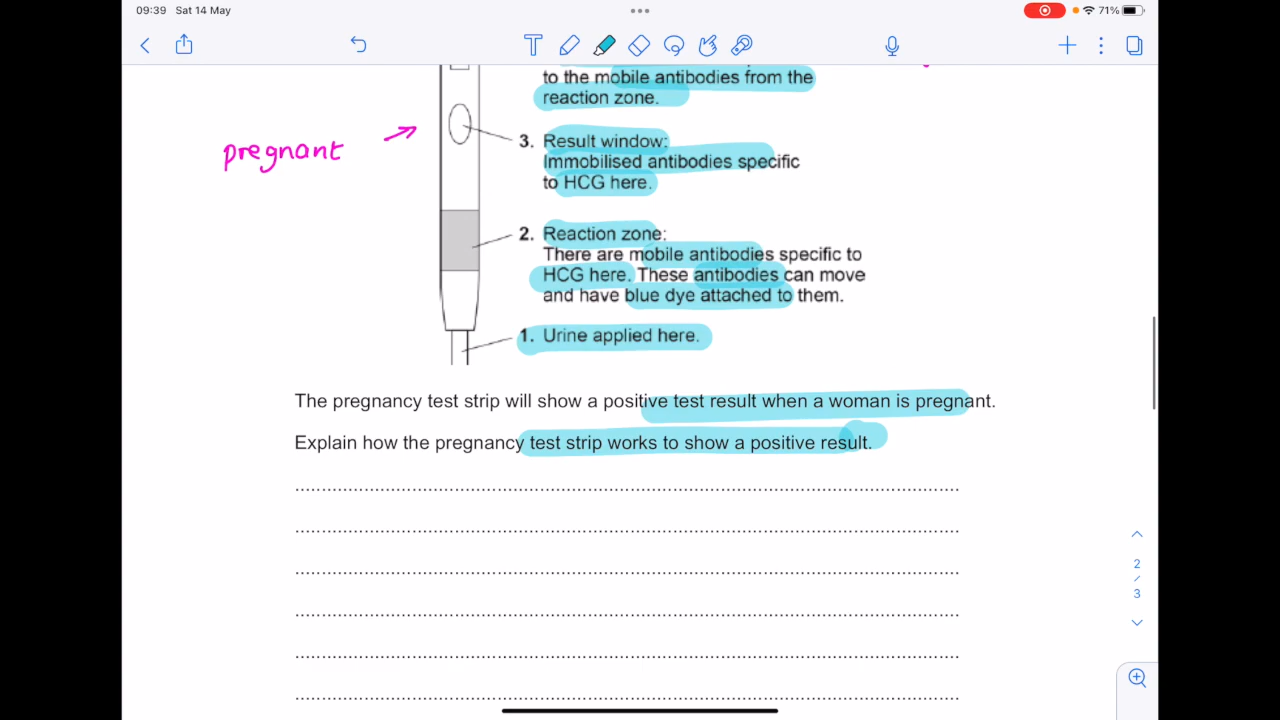 09:39 Sat 14 May
71%
T
to the mobile antibodies from the
reaction zone.
pregnant
3. Result window:
Immobilised antibodies specific
to HCG here.
2. Reaction zone:
There are mobile antibodies specific to
HCG here. These antibodies can move
and have blue dye attached to them.
1. Urine applied here.
The pregnancy test strip will show a positive test result when a woman is pregnant.
Explain how the pregnancy test strip works to show a positive result.
2
/
3